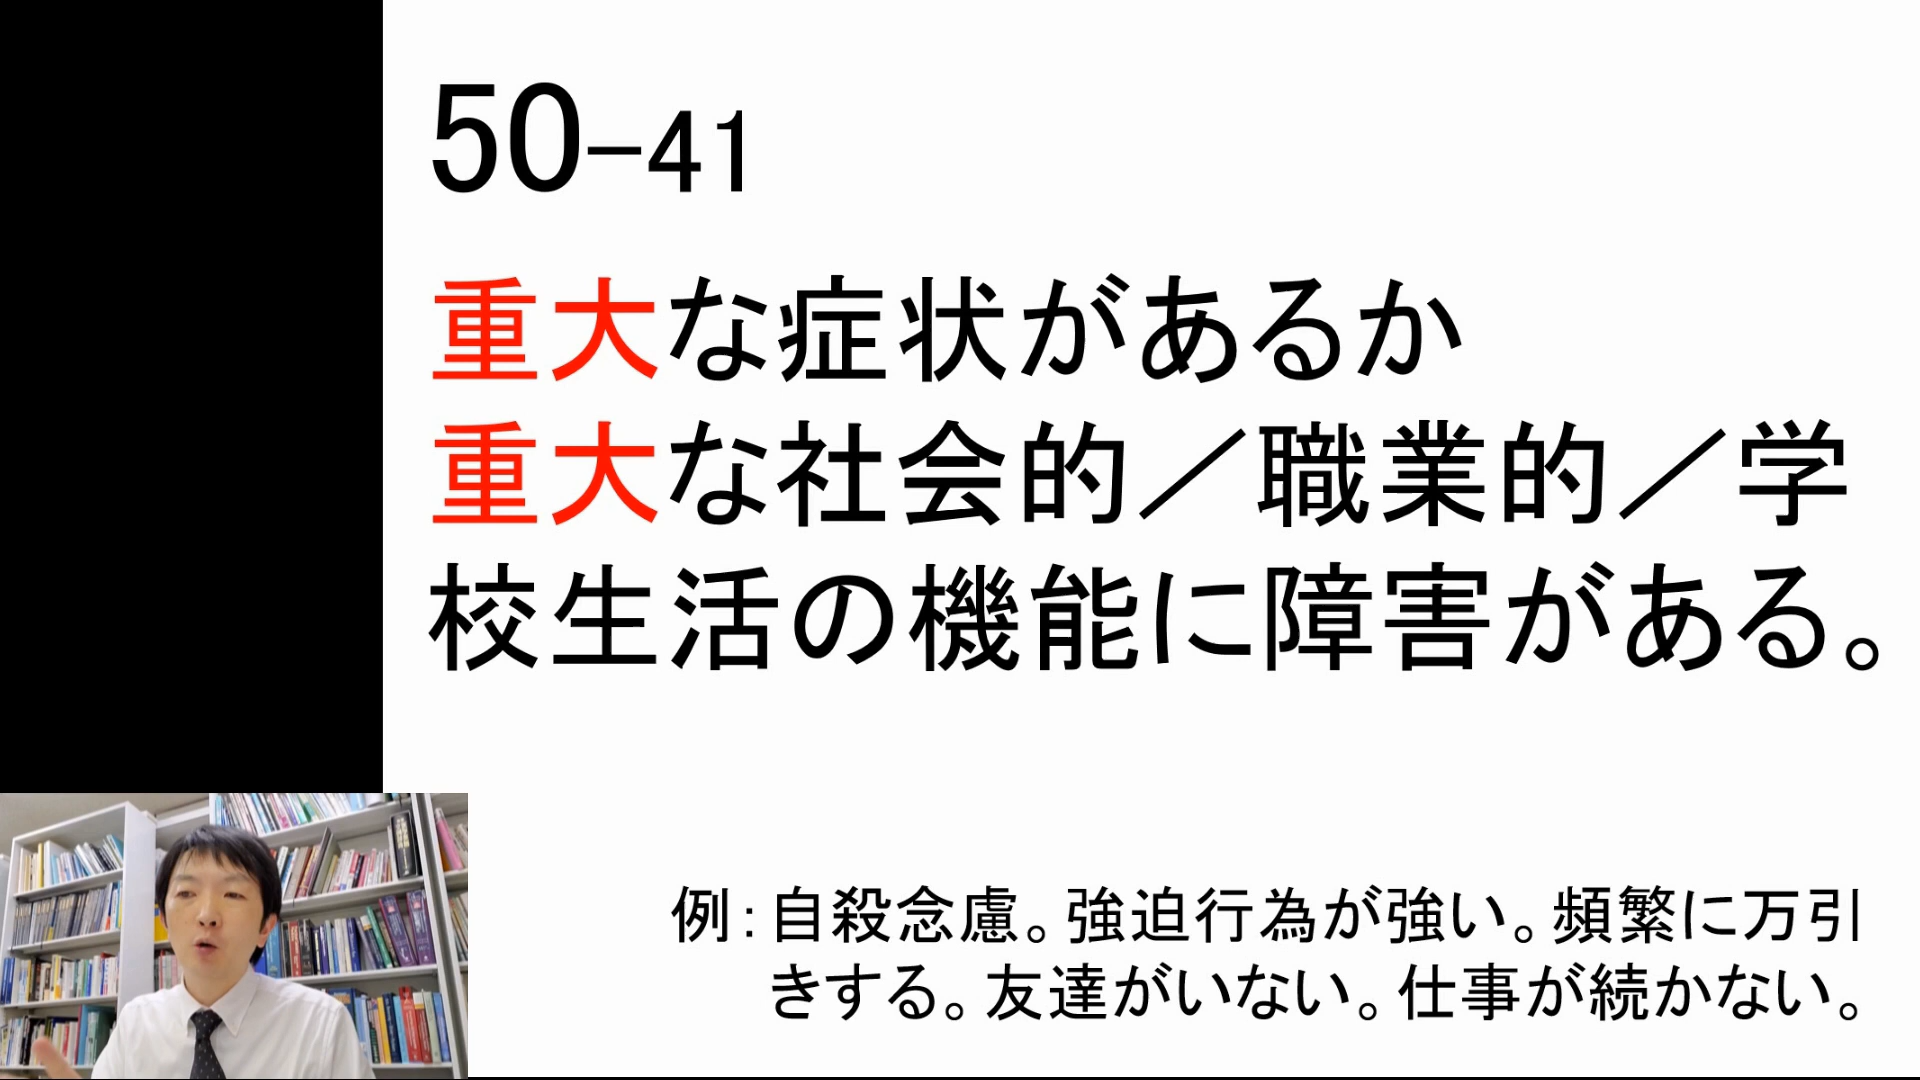 50-41
重大な症状があるか
重大な社会的／職業的／学
校生活の機能に障害がある。
例：自殺念慮。強迫行為が強い。頻繁に万引
きする。友達がいない。仕事が続かない。